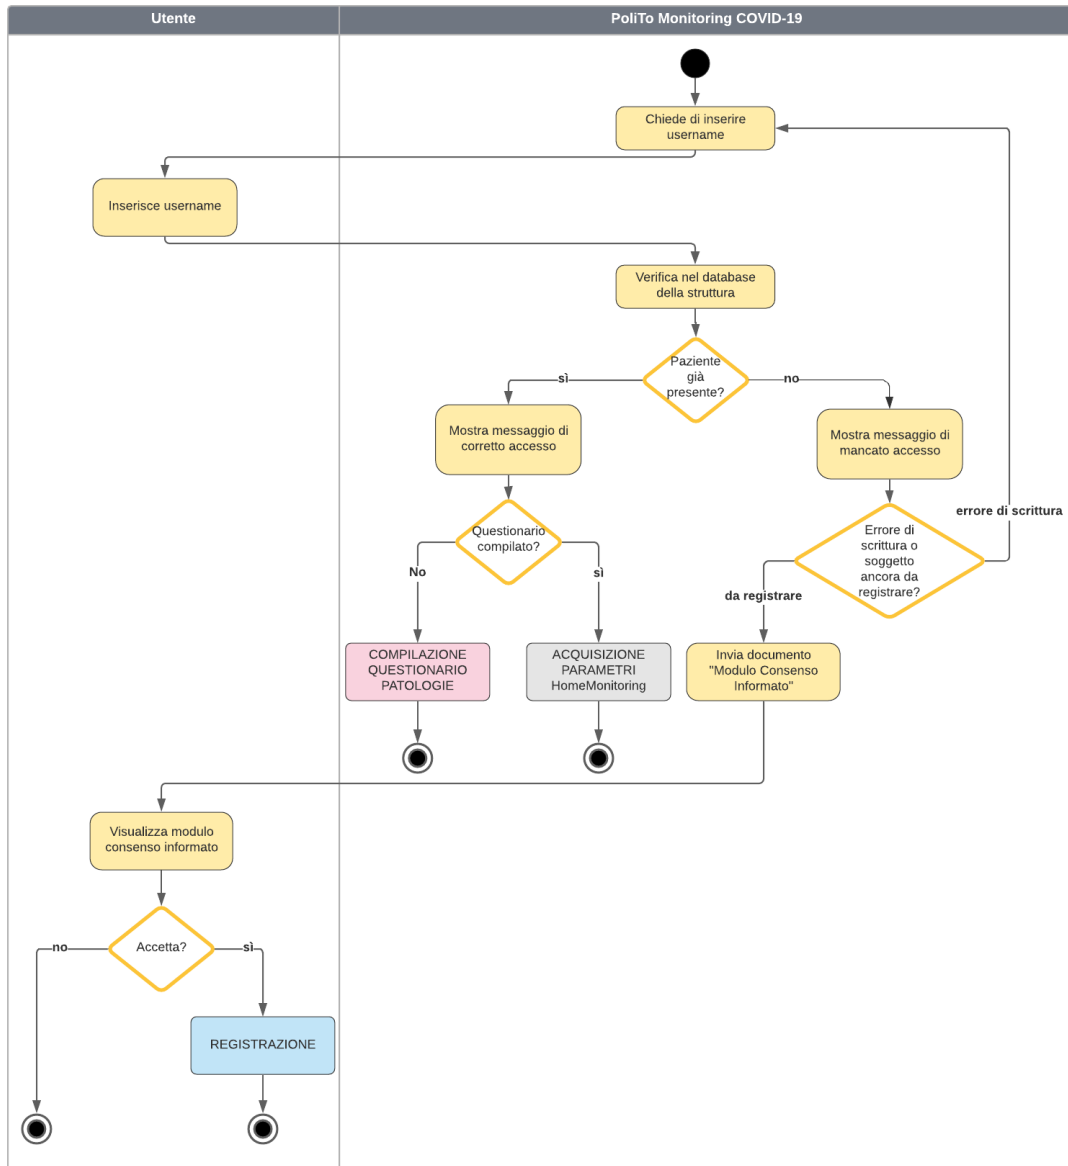 Utente
PoliTo Monitoring COVID-19
Chiede di inserire
username
Inserisce username
Verifica nel database
della struttura
Paziente
già
presente?
sì
no
Mostra messaggio di
corretto accesso
Mostra messaggio di
mancato accesso
errore di scrittura
Questionario
compilato?
Errore di
scrittura o
soggetto
ancora da
registrare?
No
sì
da registrare
COMPILAZIONE
QUESTIONARIO
PATOLOGIE
ACQUISIZIONE
PARAMETRI
HomeMonitoring
Invia documento
"Modulo Consenso
Informato"
Visualizza modulo
consenso informato
Accetta?
no
sì
REGISTRAZIONE